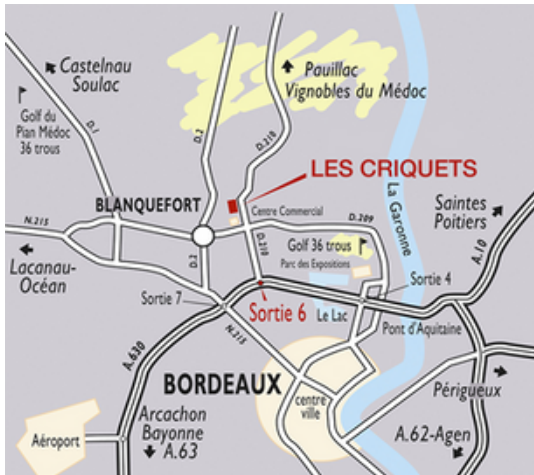 Castelnau
Soulac
Pauillac
Vignobles du Médoc
Golf du
Pian Médoc
36 trous
D.1
D.2
D.210
LES CRIQUETS
BLANQUEFORT
Centre Commercial
La Garonne
Saintes
Poitiers
N.215
D.209
D.210
D.2
Golf 36 trous
Parc des Expositions
A.10
Lacanau-
Océan
Sortie 7
Sortie 6
Sortie 4
Le Lac
Pont d'Aquitaine
N.215
A.630
BORDEAUX
centre
ville
Périgueux
Arcachon
Bayonne
A.63
Aéroport
A.62-Agen